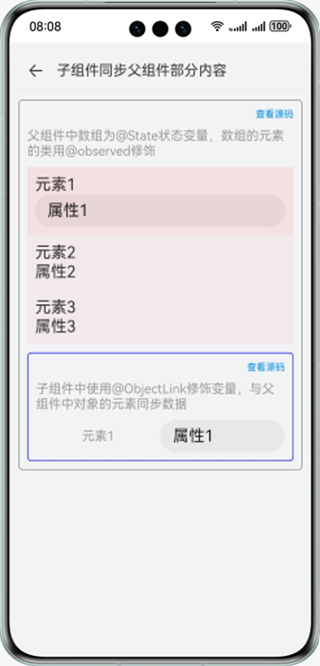 08:08
100
子组件同步父组件部分内容
查看源码
父组件中数组为@State状态变量，数组的元素
的类用@observed修饰
元素1
属性1
元素2
属性2
元素3
属性3
查看源码
子组件中使用@ObjectLink修饰变量，与父
组件中对象的元素同步数据
元素1
属性1